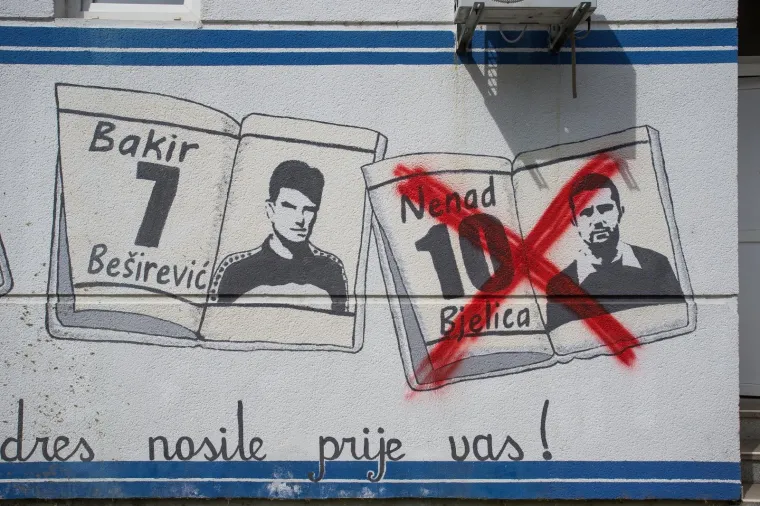 Bakir
7
Beširević
Nenad
10
Bjelica
dres nosile prije vas!